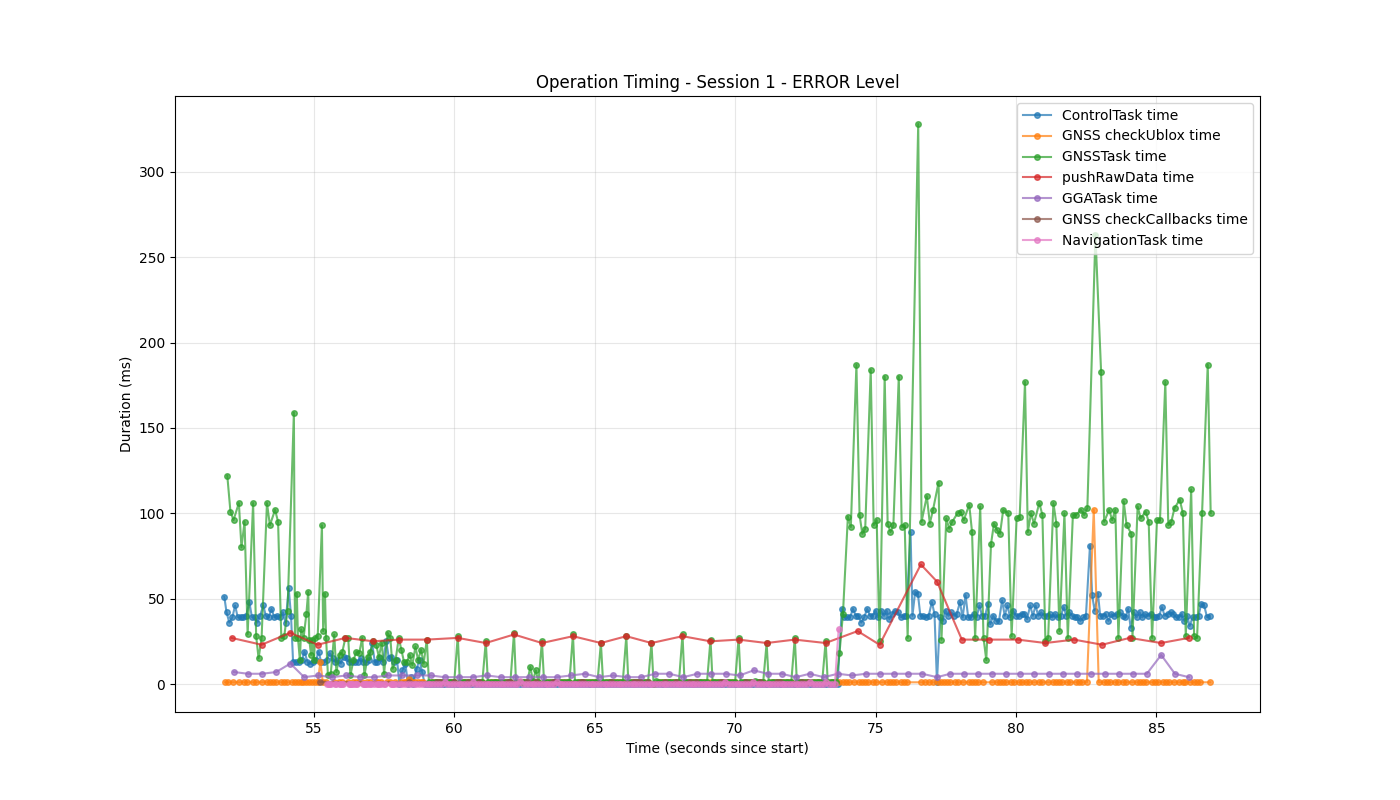 Operation Timing - Session 1 - ERROR Level
ControlTask time
GNSS checkUblox time
GNSSTask time
pushRawData time
GGATask time
GNSS checkCallbacks time
NavigationTask time
Duration (ms)
300
250
200
150
100
50
0
55
60
65
70
75
80
85
Time (seconds since start)